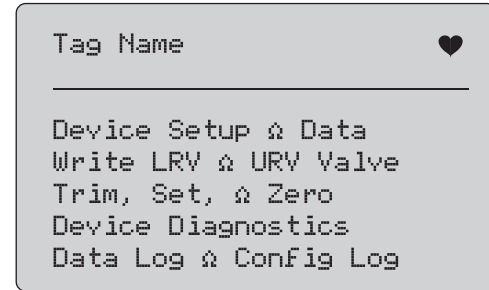 Tag Name ♥
Device Setup Ω Data
Write LRV Ω URV Valve
Trim, Set, Ω Zero
Device Diagnostics
Data Log Ω Config Log